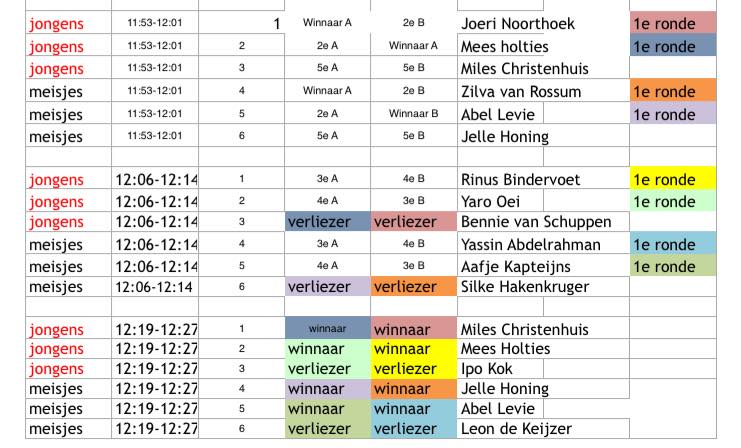 jongens 11:53-12:01 1 Winnaar A 2e B Joeri Noorthoek 1e ronde
jongens 11:53-12:01 2 2e A Winnaar A Mees holties 1e ronde
jongens 11:53-12:01 3 5e A 5e B Miles Christenhuis
meisjes 11:53-12:01 4 Winnaar A 2e B Zilva van Rossum 1e ronde
meisjes 11:53-12:01 5 2e A Winnaar B Abel Levie 1e ronde
meisjes 11:53-12:01 6 5e A 5e B Jelle Honing
jongens 12:06-12:14 1 3e A 4e B Rinus Bindervoet 1e ronde
jongens 12:06-12:14 2 4e A 3e B Yaro Oei 1e ronde
jongens 12:06-12:14 3 verliezer verliezer Bennie van Schuppen
meisjes 12:06-12:14 4 3e A 4e B Yassin Abdelrahman 1e ronde
meisjes 12:06-12:14 5 4e A 3e B Aafje Kapteijns 1e ronde
meisjes 12:06-12:14 6 verliezer verliezer Silke Hakenkruger
jongens 12:19-12:27 1 winnaar winnaar Miles Christenhuis
jongens 12:19-12:27 2 winnaar winnaar Mees Holties
jongens 12:19-12:27 3 verliezer verliezer Ipo Kok
meisjes 12:19-12:27 4 winnaar winnaar Jelle Honing
meisjes 12:19-12:27 5 winnaar winnaar Abel Levie
meisjes 12:19-12:27 6 verliezer verliezer Leon de Keijzer